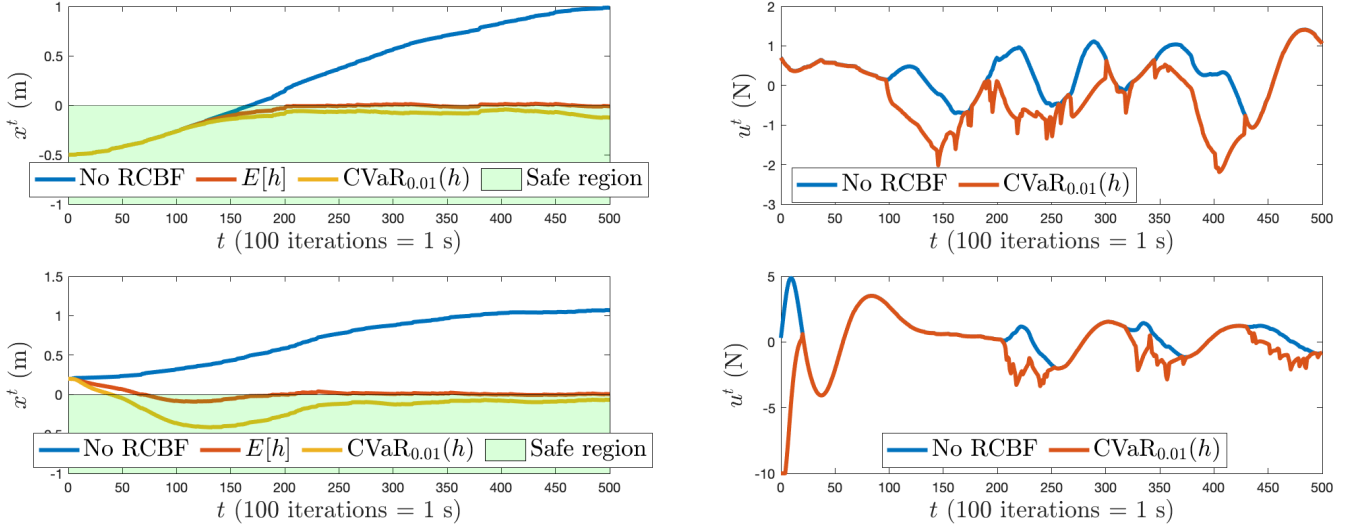 1
0.5
0
-0.5
-1
x^t (m)
No RCBF E[h] CVaR_{0.01}(h) Safe region
0 50 100 150 200 250 300 350 400 450 500
t (100 iterations = 1 s)
2
1
0
-1
-2
-3
u^t (N)
No RCBF CVaR_{0.01}(h)
0 50 100 150 200 250 300 350 400 450 500
t (100 iterations = 1 s)
1.5
1
0.5
0
-1
x^t (m)
No RCBF E[h] CVaR_{0.01}(h) Safe region
0 50 100 150 200 250 300 350 400 450 500
t (100 iterations = 1 s)
5
0
-5
-10
u^t (N)
No RCBF CVaR_{0.01}(h)
0 50 100 150 200 250 300 350 400 450 500
t (100 iterations = 1 s)